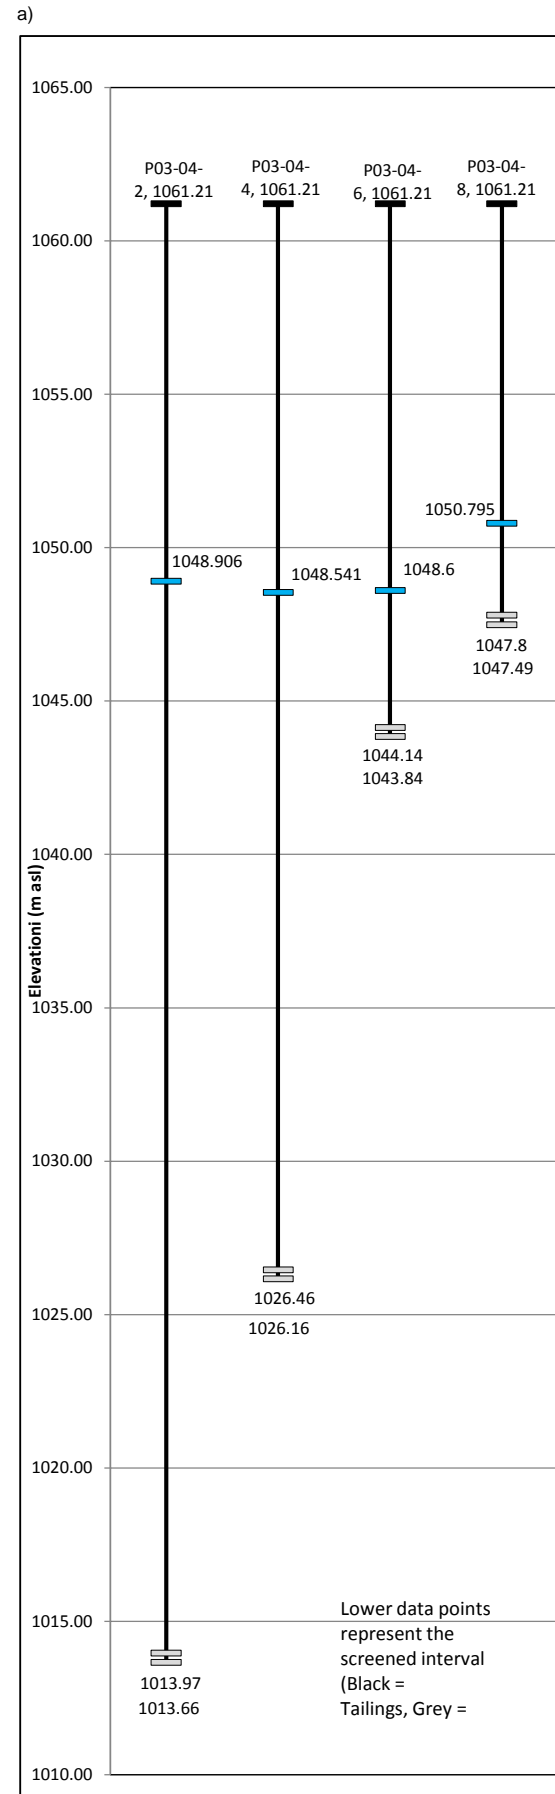 a)
1065.00
P03-04-
2, 1061.21
P03-04-
4, 1061.21
P03-04-
6, 1061.21
P03-04-
8, 1061.21
1060.00
1055.00
1050.795
1050.00
1048.906
1048.541
1048.6
1047.8
1047.49
1045.00
1044.14
1043.84
1040.00
Elevationi (m asl)
1035.00
1030.00
1026.46
1026.16
1025.00
1020.00
1015.00
Lower data points
represent the
screened interval
(Black =
Tailings, Grey =
1013.97
1013.66
1010.00